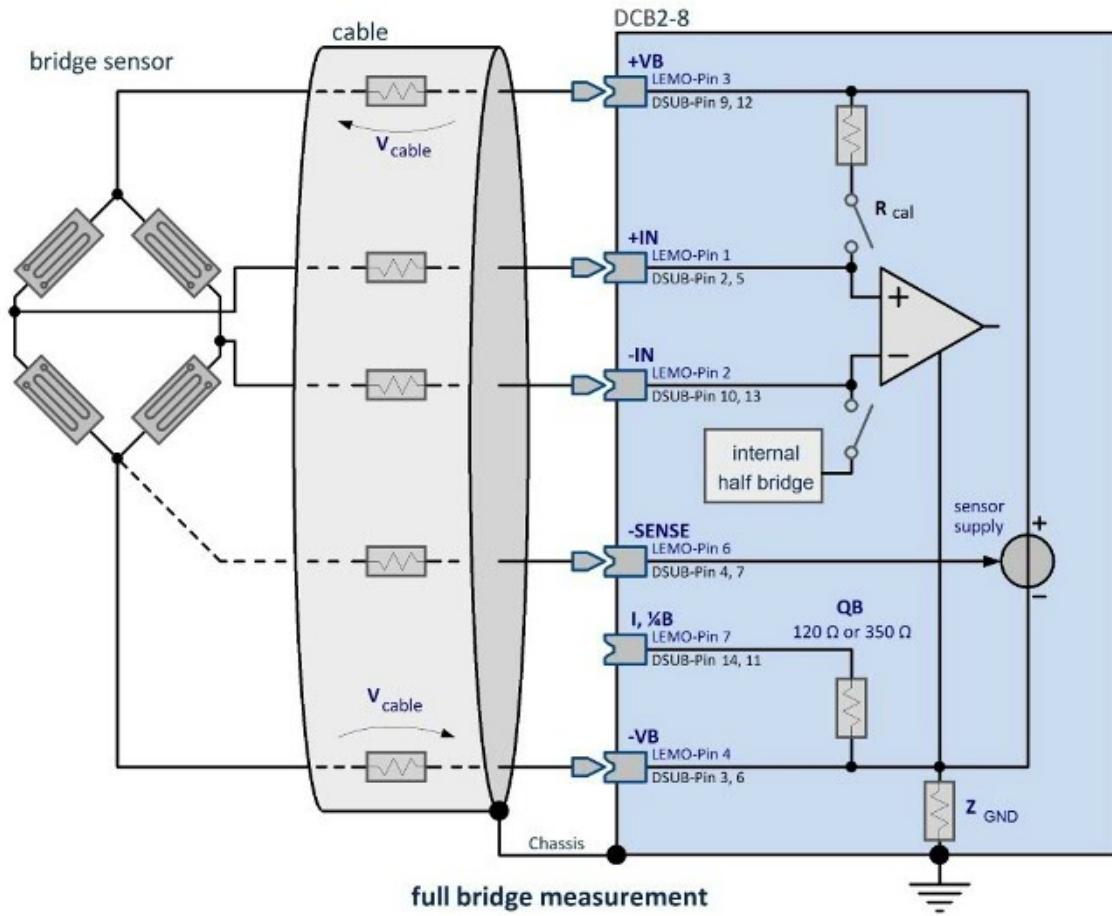 DCB2-8
cable
bridge sensor
+VB
LEMO-Pin 3
DSUB-Pin 9, 12
V cable
R cal
+IN
LEMO-Pin 1
DSUB-Pin 2, 5
+
-IN
LEMO-Pin 2
DSUB-Pin 10, 13
−
internal
half bridge
-SENSE
LEMO-Pin 6
DSUB-Pin 4, 7
sensor
supply
+
−
I, ¼B
LEMO-Pin 7
DSUB-Pin 14, 11
QB
120 Ω or 350 Ω
V cable
-VB
LEMO-Pin 4
DSUB-Pin 3, 6
Z GND
Chassis
full bridge measurement